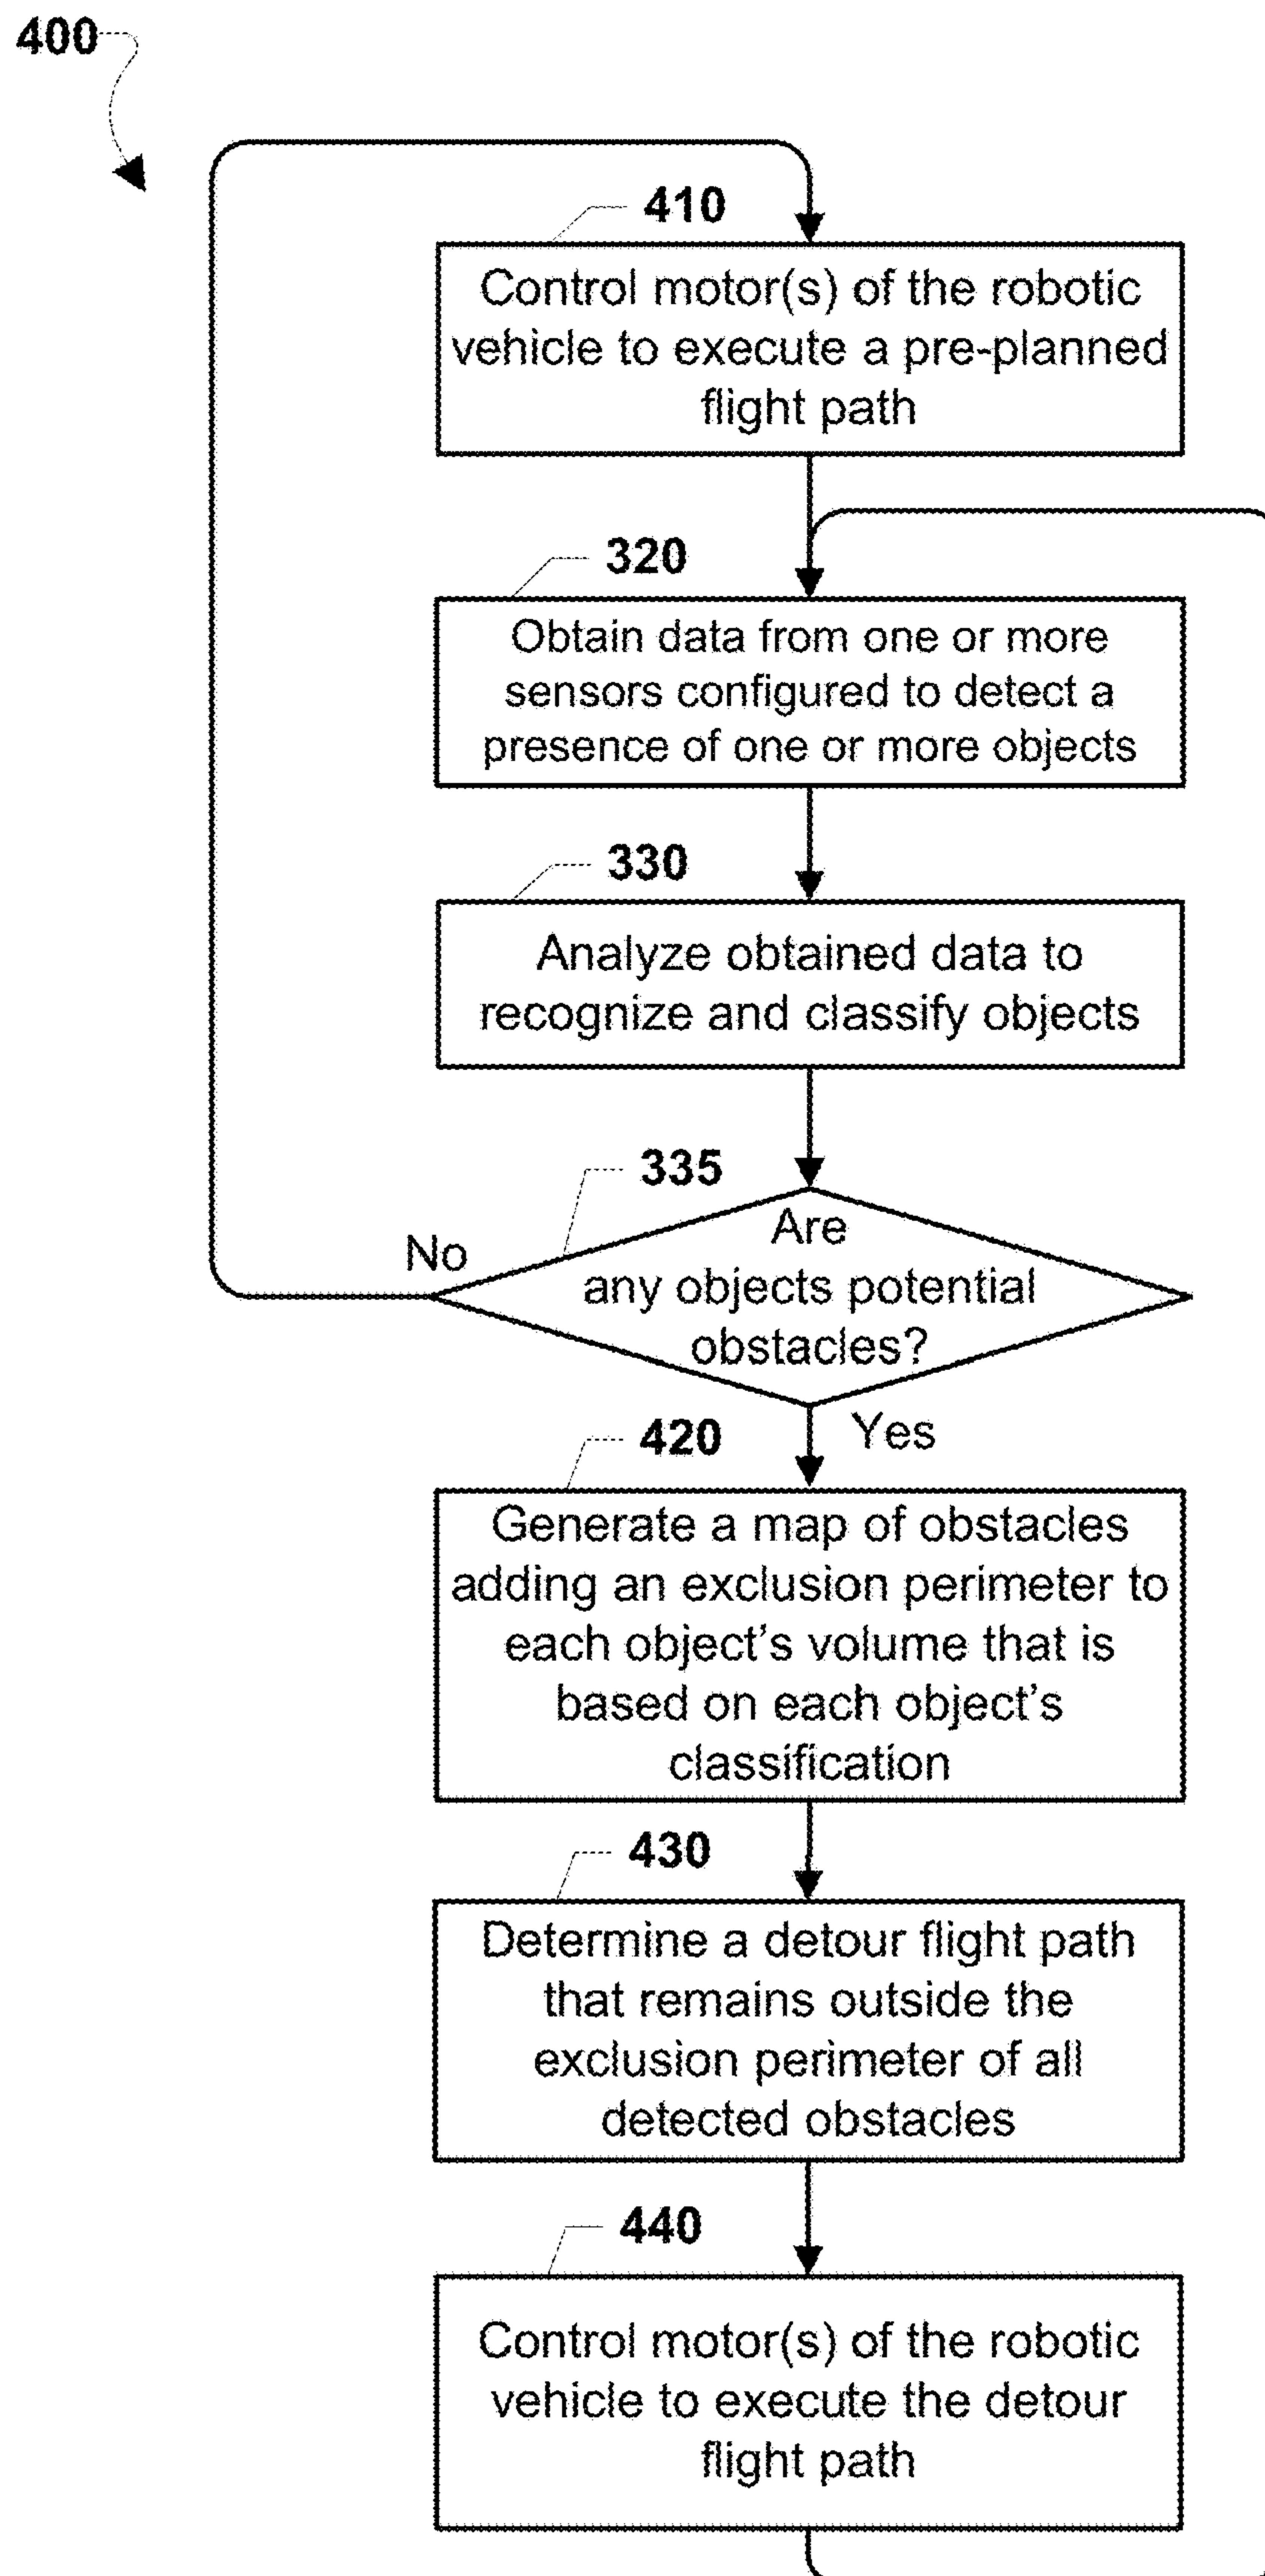 400
410
Control motor(s) of the robotic
vehicle to execute a pre-planned
flight path
320
Obtain data from one or more
sensors configured to detect a
presence of one or more objects
330
Analyze obtained data to
recognize and classify objects
335
Are
any objects potential
obstacles?
No
Yes
420
Generate a map of obstacles
adding an exclusion perimeter to
each object’s volume that is
based on each object’s
classification
430
Determine a detour flight path
that remains outside the
exclusion perimeter of all
detected obstacles
440
Control motor(s) of the robotic
vehicle to execute the detour
flight path